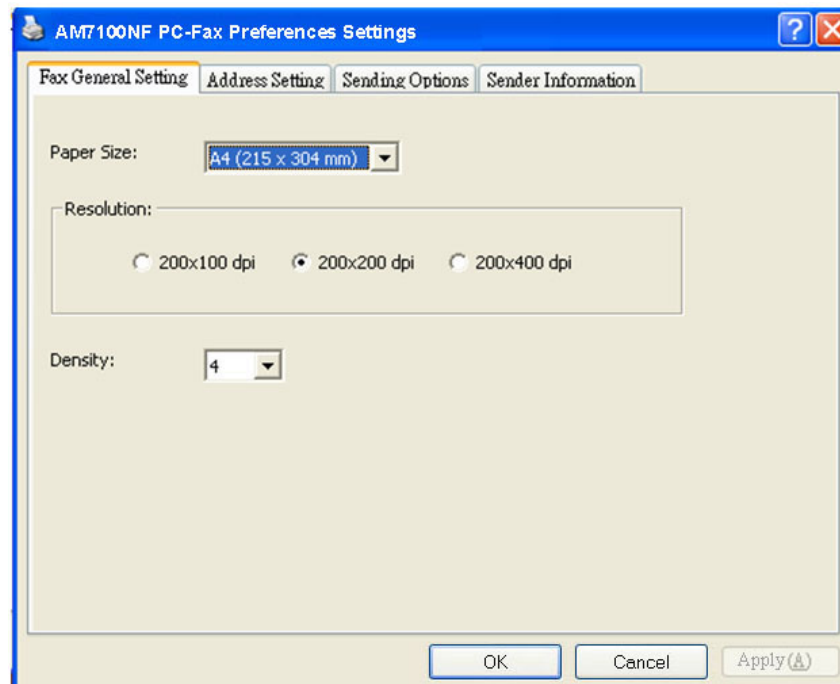 AM7100NF PC-Fax Preferences Settings
Fax General Setting Address Setting Sending Options Sender Information
Paper Size: A4 (215 x 304 mm)
Resolution:
200x100 dpi 200x200 dpi 200x400 dpi
Density: 4
OK Cancel Apply(A)